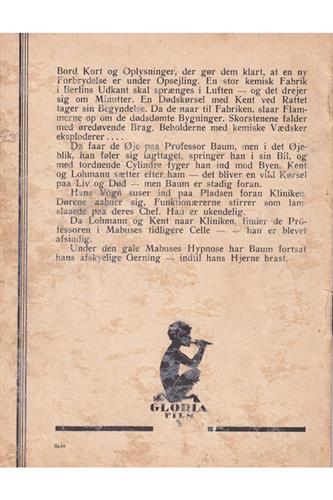 Bord Kort og Oplysninger, der gør dem klart, at en ny
Forbrydelse er under Opsejling. En stor kemisk Fabrik
i Berlins Udkant skal sprænges i Luften — og det drejer
sig om Minutter. En Dødskørsel med Kent ved Rattet
tager sin Begyndelse. Da de naar til Fabriken, slaar Flam-
merne op om de dødsdømte Bygninger. Skorstenene falder
med øredøvende Brag, Beholderne med kemiske Vædsker
eksploderer ....
Da faar de Øje paa Professor Baum, men i det Øje-
blik, han føler sig iagttaget, springer han i sin Bil, og
med tordnende Cylindre fyger han ind mod Byen. Kent
og Lohmann sætter efter ham — det bliver en vild Kørsel
paa Liv og Død — men Baum er stadig foran.
Hans Vogn suser ind paa Pladsen foran Kliniken.
Dørene aabner sig, Funktionærerne stirrer som lam-
slaaede paa deres Chef. Han er ukendelig.
Da Lohmann og Kent naar Kliniken, finder de Pro-
fessoren i Mabuses tidligere Celle — — han er blevet
afsindig.
Under den gale Mabuses Hypnose har Baum fortsat
hans afskyelige Gerning — indtil hans Hjerne brast.
GLORIA
FILM